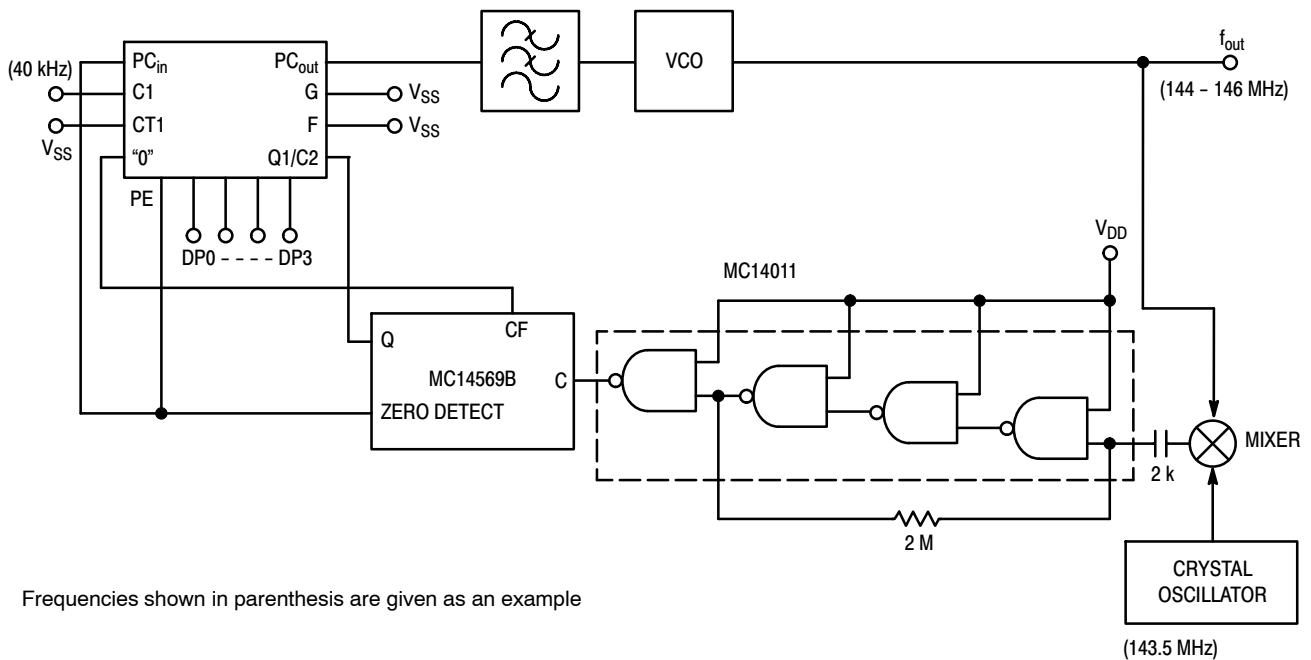 (40 kHz)
PCin
C1
CT1
"0"
VSS
PE
PCout
G
F
Q1/C2
VSS
VSS
DP0 - - - - DP3
VCO
fout
(144 – 146 MHz)
VDD
MC14011
Q
CF
MC14569B
C
ZERO DETECT
MIXER
2 k
2 M
CRYSTAL
OSCILLATOR
(143.5 MHz)
Frequencies shown in parenthesis are given as an example